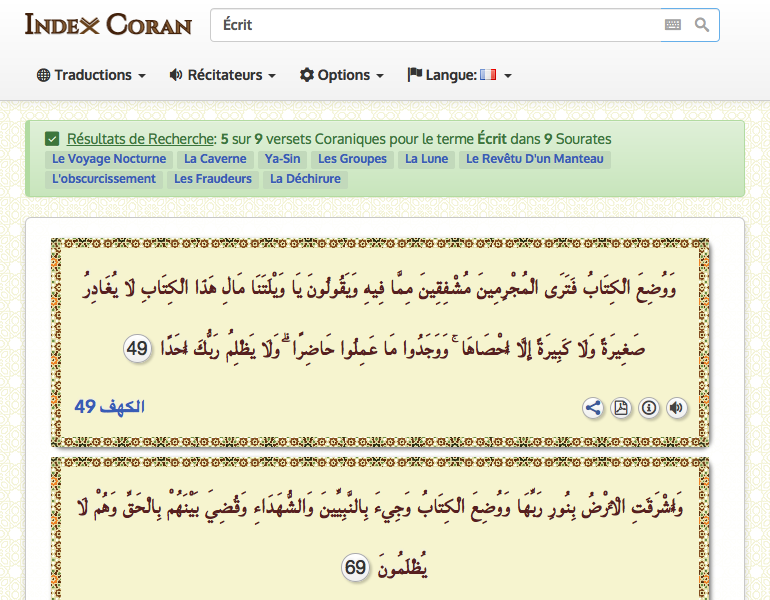 INDEX CORAN
Écrit
Traductions Récitateurs Options Langue:
Résultats de Recherche: 5 sur 9 versets Coraniques pour le terme Écrit dans 9 Sourates
Le Voyage Nocturne La Caverne Ya-Sin Les Groupes La Lune Le Revêtu D'un Manteau
L'obscurcissement Les Fraudeurs La Déchirure
وَوُضِعَ الْكِتَابُ فَتَرَى الْمُجْرِمِينَ مُشْفِقِينَ مِمَّا فِيهِ وَيَقُولُونَ يَا وَيْلَتَنَا مَالِ هَذَا الْكِتَابِ لَا يُغَادِرُ
صَغِيرَةً وَلَا كَبِيرَةً إِلَّا أَحْصَاهَا ۚ وَوَجَدُوا مَا عَمِلُوا حَاضِرًا ۗ وَلَا يَظْلِمُ رَبُّكَ أَحَدًا 49
الكهف 49
وَأَشْرَقَتِ الْأَرْضُ بِنُورِ رَبِّهَا وَوُضِعَ الْكِتَابُ وَجِيءَ بِالنَّبِيِّينَ وَالشُّهَدَاءِ وَقُضِيَ بَيْنَهُمْ بِالْحَقِّ وَهُمْ لَا
يُظْلَمُونَ 69